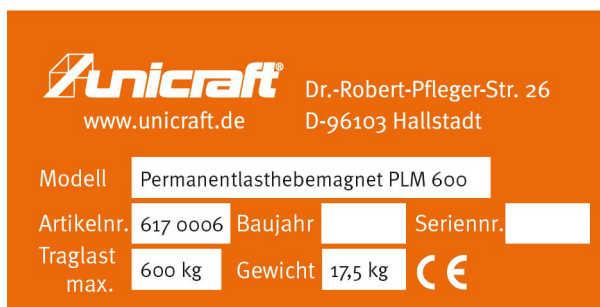 unicraft®
Dr.-Robert-Pfleger-Str. 26
www.unicraft.de
D-96103 Hallstadt
Modell Permanentlasthebemagnet PLM 600
Artikelnr. 617 0006 Baujahr Seriennr.
Traglast max. 600 kg Gewicht 17,5 kg CE